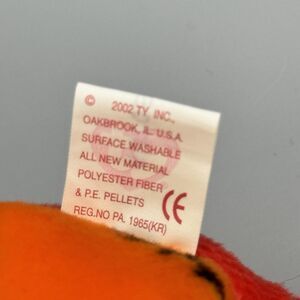 © 2002 TY INC.,
OAKBROOK, IL. U.S.A.
SURFACE WASHABLE
ALL NEW MATERIAL
POLYESTER FIBER
& P.E. PELLETS CE
REG.NO PA. 1965(KR)